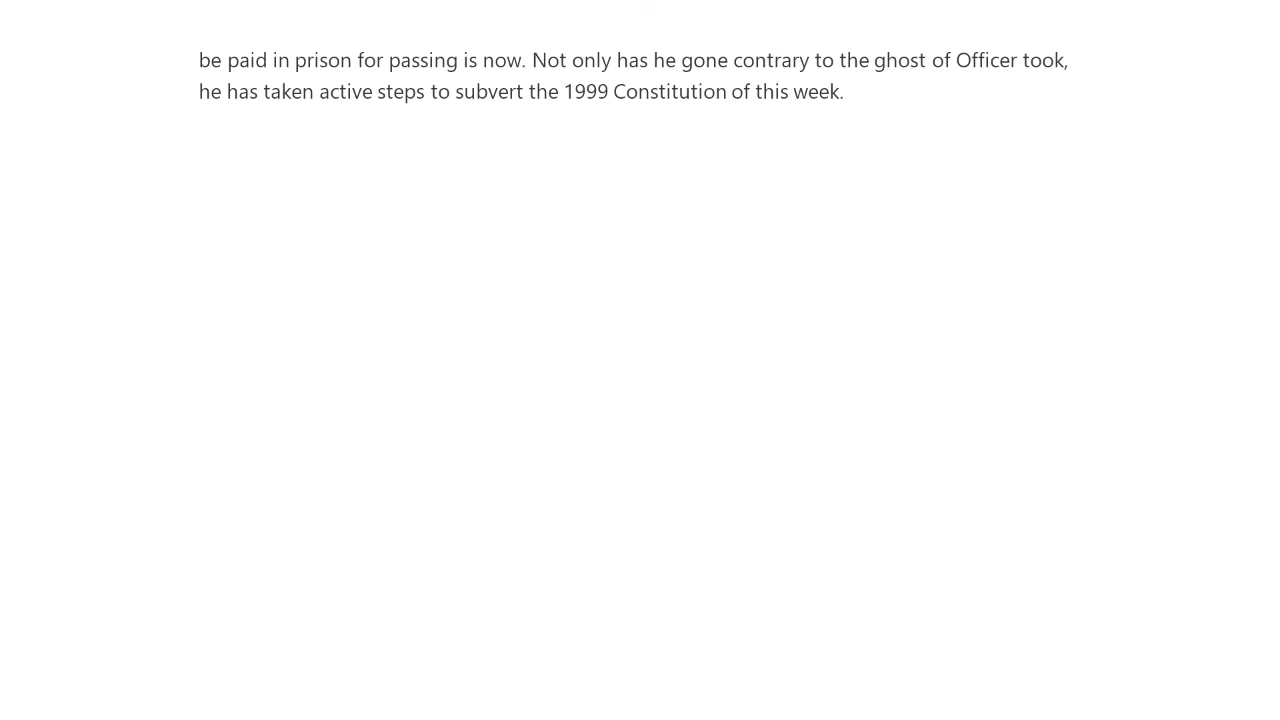 be paid in prison for passing is now. Not only has he gone contrary to the ghost of Officer took,
he has taken active steps to subvert the 1999 Constitution of this week.